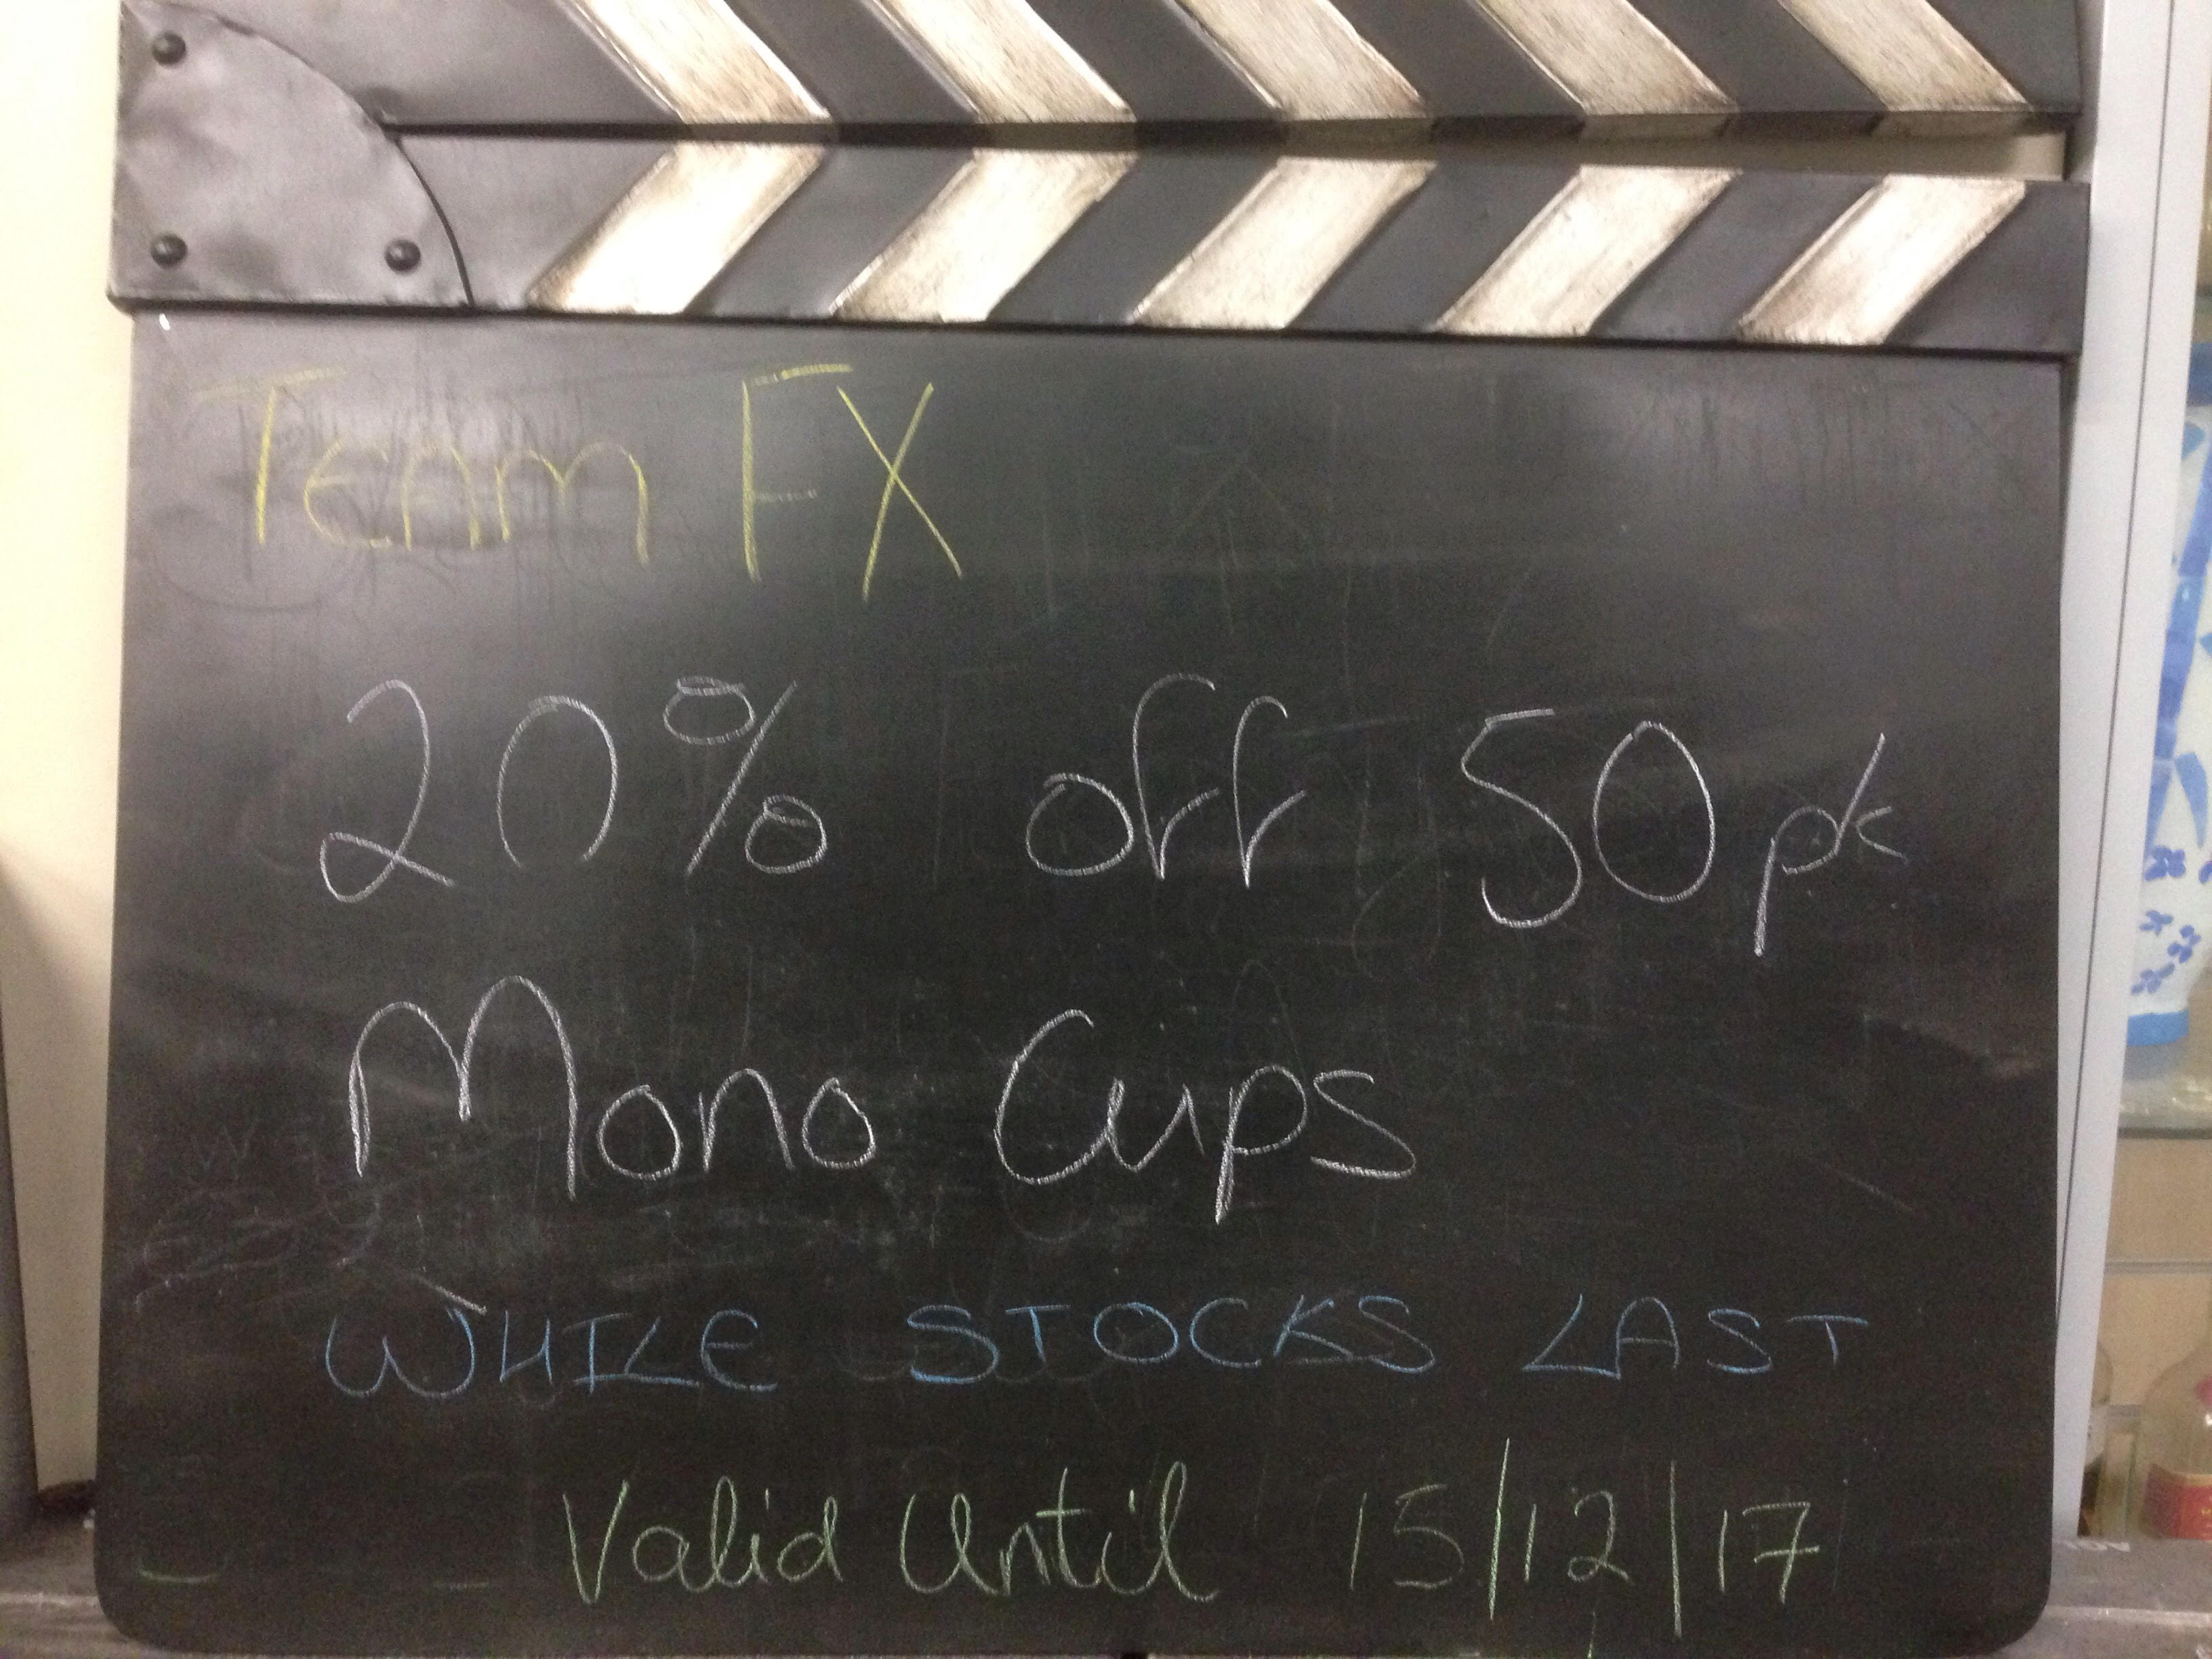 Team FX
20% off 50pk
Mono Cups
WHILE STOCKS LAST
Valid Until 15/12/17